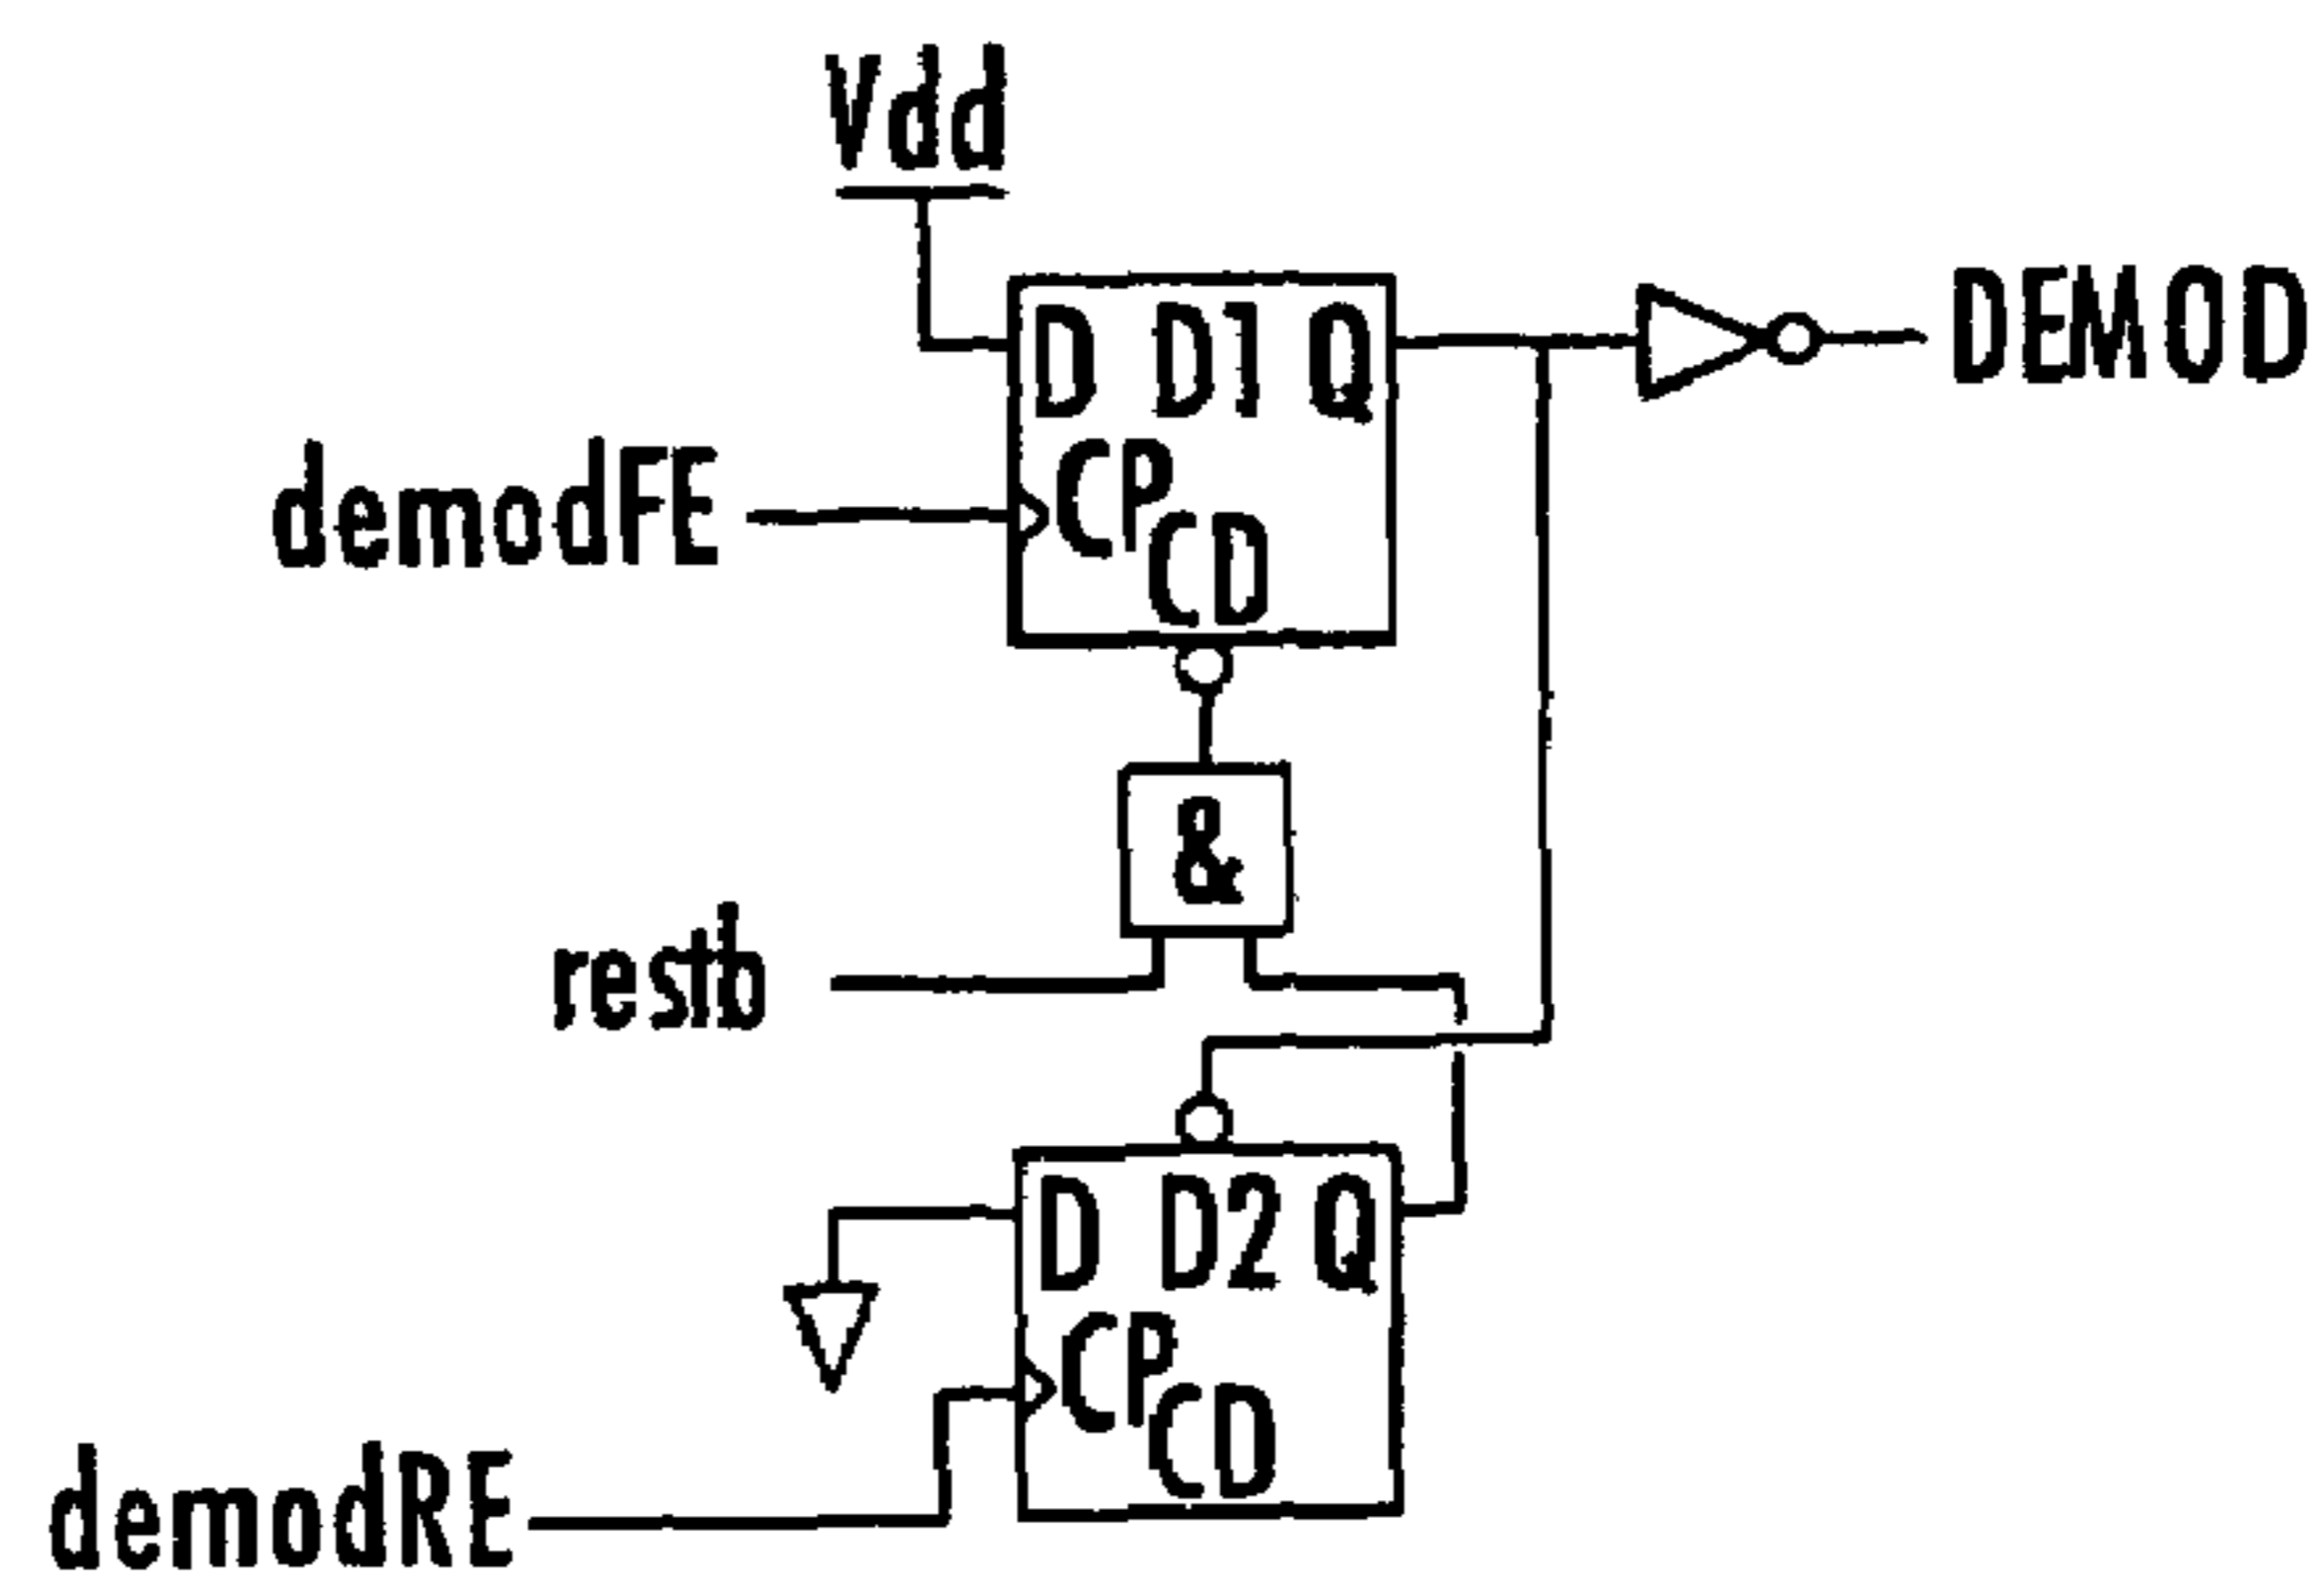 Vdd
D D1 Q
DEMOD
demodFE
CP
CD
&
restb
D D2 Q
CP
CD
demodRE